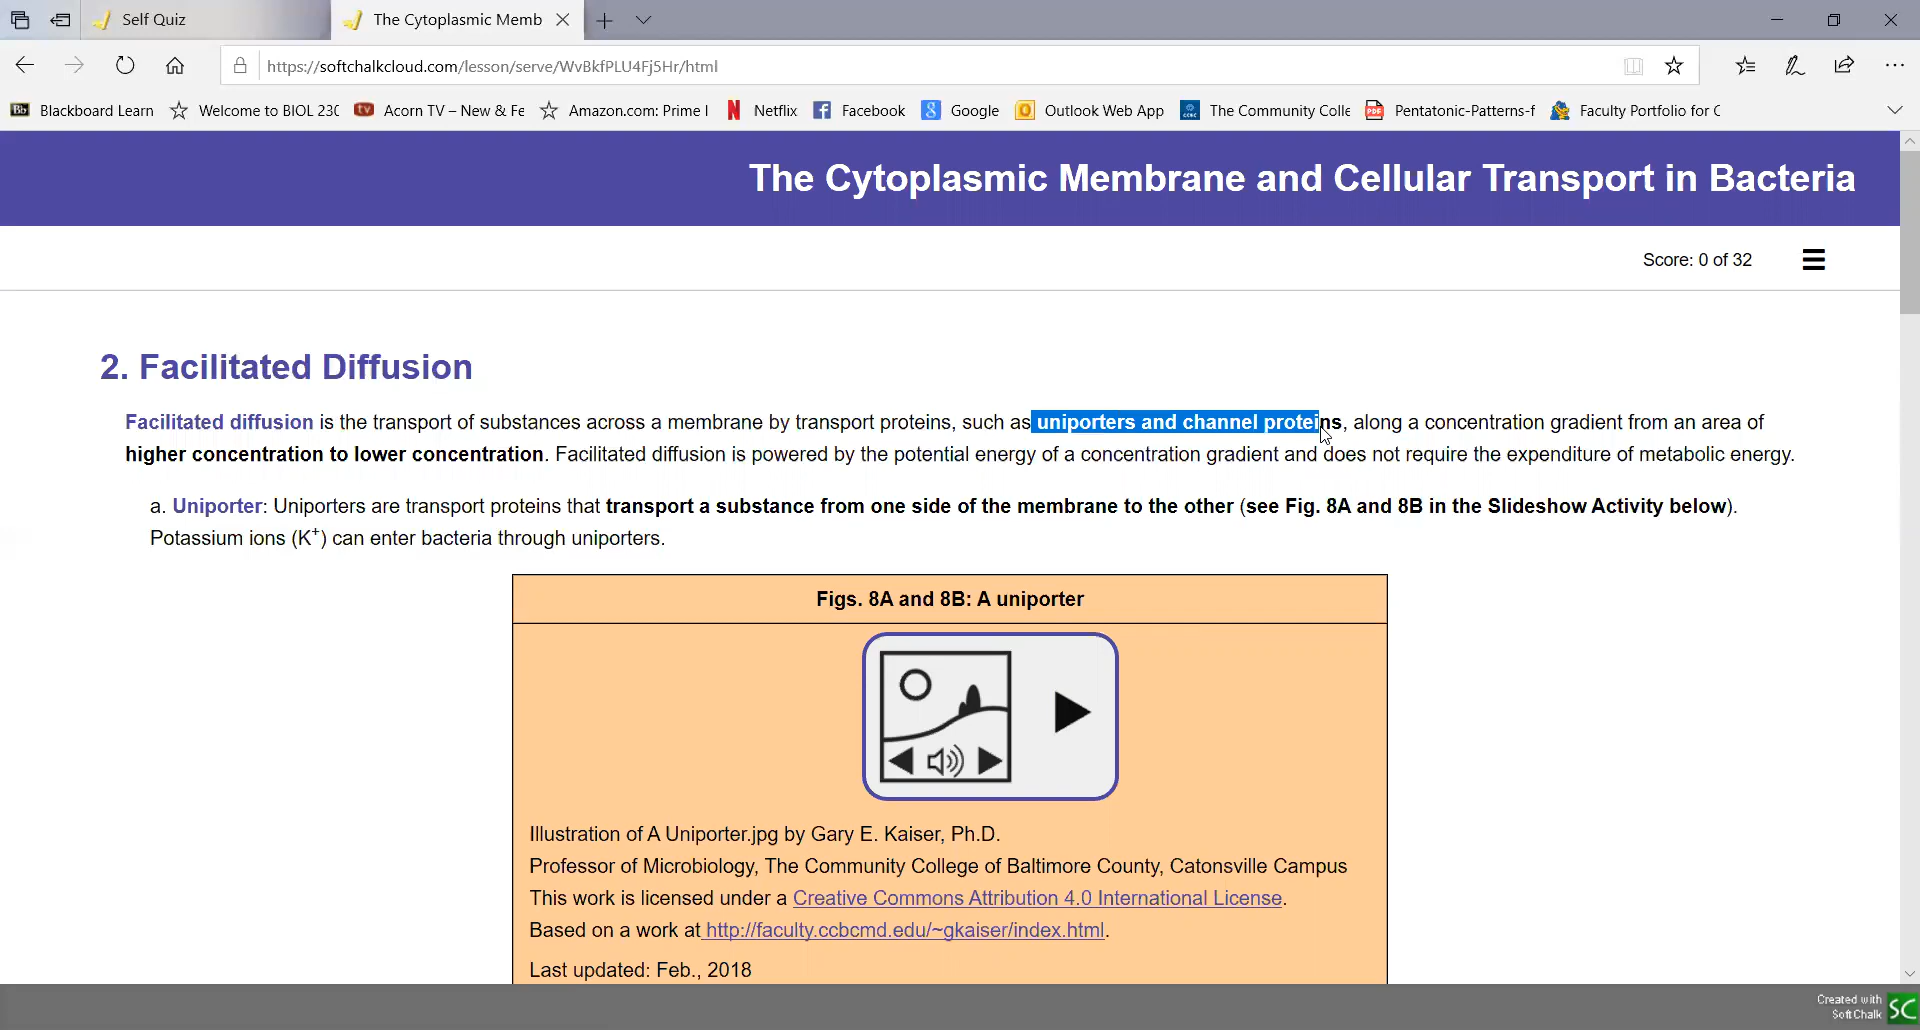 Self Quiz
The Cytoplasmic Memb
https://softchalkcloud.com/lesson/serve/WvBkfPLU4Fj5Hr/html
Blackboard Learn Welcome to BIOL 230 Acorn TV – New & Fe Amazon.com: Prime I Netflix Facebook Google Outlook Web App The Community Colle Pentatonic-Patterns-f Faculty Portfolio for C
The Cytoplasmic Membrane and Cellular Transport in Bacteria
Score: 0 of 32
2. Facilitated Diffusion
Facilitated diffusion is the transport of substances across a membrane by transport proteins, such as uniporters and channel proteins, along a concentration gradient from an area of
higher concentration to lower concentration. Facilitated diffusion is powered by the potential energy of a concentration gradient and does not require the expenditure of metabolic energy.
a. Uniporter: Uniporters are transport proteins that transport a substance from one side of the membrane to the other (see Fig. 8A and 8B in the Slideshow Activity below).
Potassium ions (K+) can enter bacteria through uniporters.
Figs. 8A and 8B: A uniporter
Illustration of A Uniporter.jpg by Gary E. Kaiser, Ph.D.
Professor of Microbiology, The Community College of Baltimore County, Catonsville Campus
This work is licensed under a Creative Commons Attribution 4.0 International License.
Based on a work at http://faculty.ccbcmd.edu/~gkaiser/index.html.
Last updated: Feb., 2018
Created with
SoftChalk SC